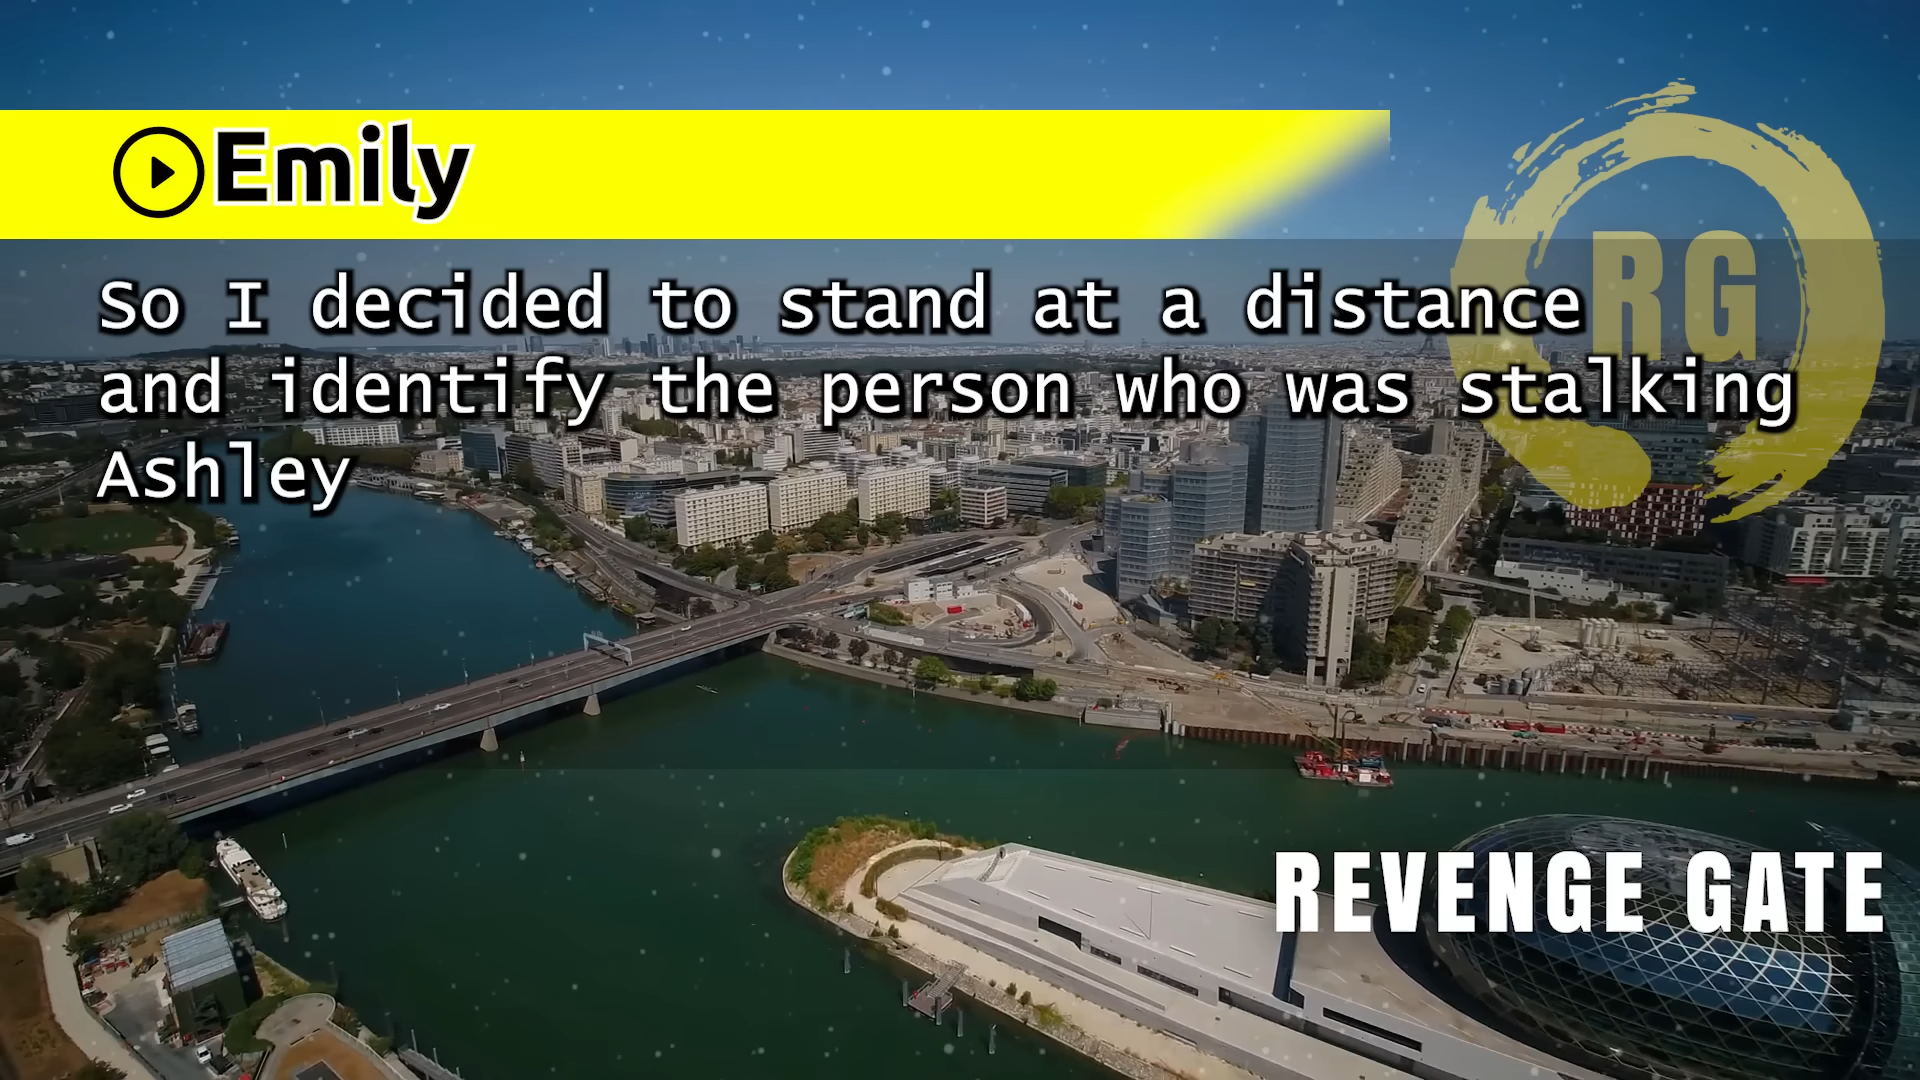 Emily
So I decided to stand at a distance
and identify the person who was stalking
Ashley
RG
REVENGE GATE